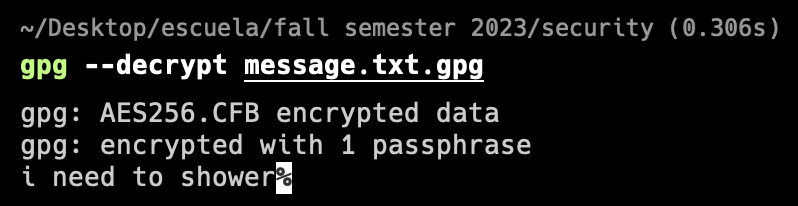 ~/Desktop/escuela/fall semester 2023/security (0.306s)
gpg --decrypt message.txt.gpg
gpg: AES256.CFB encrypted data
gpg: encrypted with 1 passphrase
i need to shower%